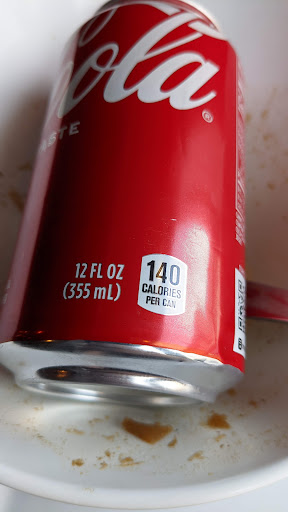 Cola
®
12 FL OZ
(355 mL)
140
CALORIES
PER CAN